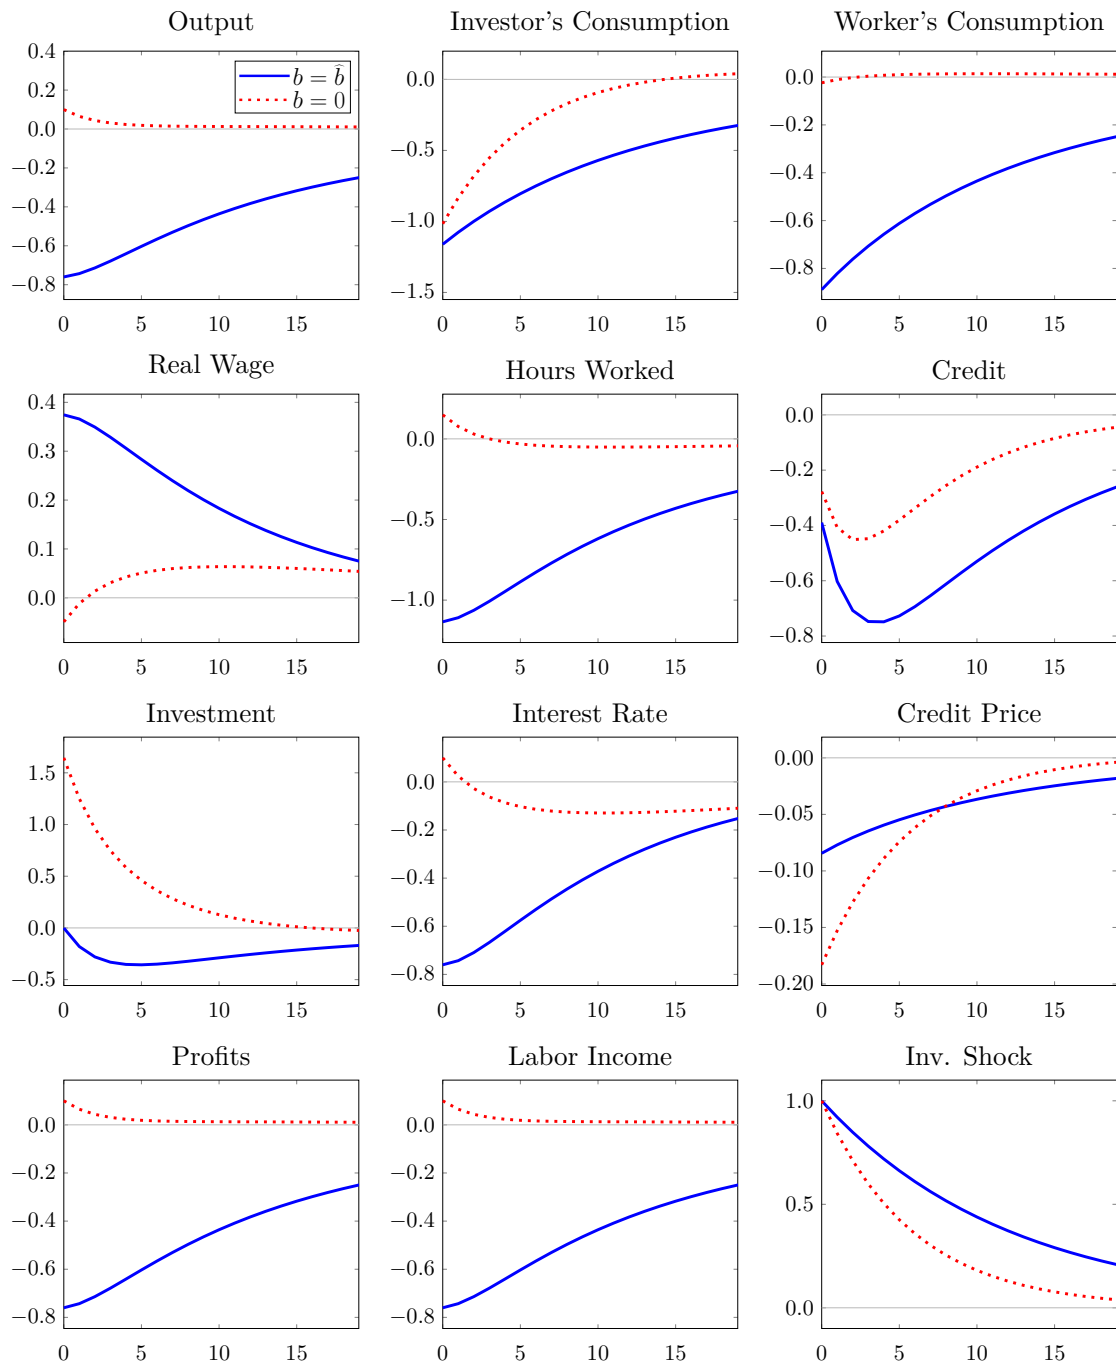 Output
Investor's Consumption
Worker's Consumption
0.4
0.3
0.2
0.1
0.0
−0.2
−0.4
−0.6
−0.8
b = b̂
b = 0
0 5 10 15
0.0
−0.5
−1.0
−1.5
0 5 10 15
0.0
−0.2
−0.4
−0.6
−0.8
0 5 10 15
Real Wage
Hours Worked
Credit
0.4
0.3
0.2
0.1
0.0
0 5 10 15
0.0
−0.5
−1.0
0 5 10 15
0.0
−0.2
−0.4
−0.6
−0.8
0 5 10 15
Investment
Interest Rate
Credit Price
1.5
1.0
0.5
0.0
−0.5
0 5 10 15
0.0
−0.2
−0.4
−0.6
−0.8
0 5 10 15
0.00
−0.05
−0.10
−0.15
−0.20
0 5 10 15
Profits
Labor Income
Inv. Shock
0.0
−0.2
−0.4
−0.6
−0.8
0 5 10 15
0.0
−0.2
−0.4
−0.6
−0.8
0 5 10 15
1.0
0.5
0.0
0 5 10 15